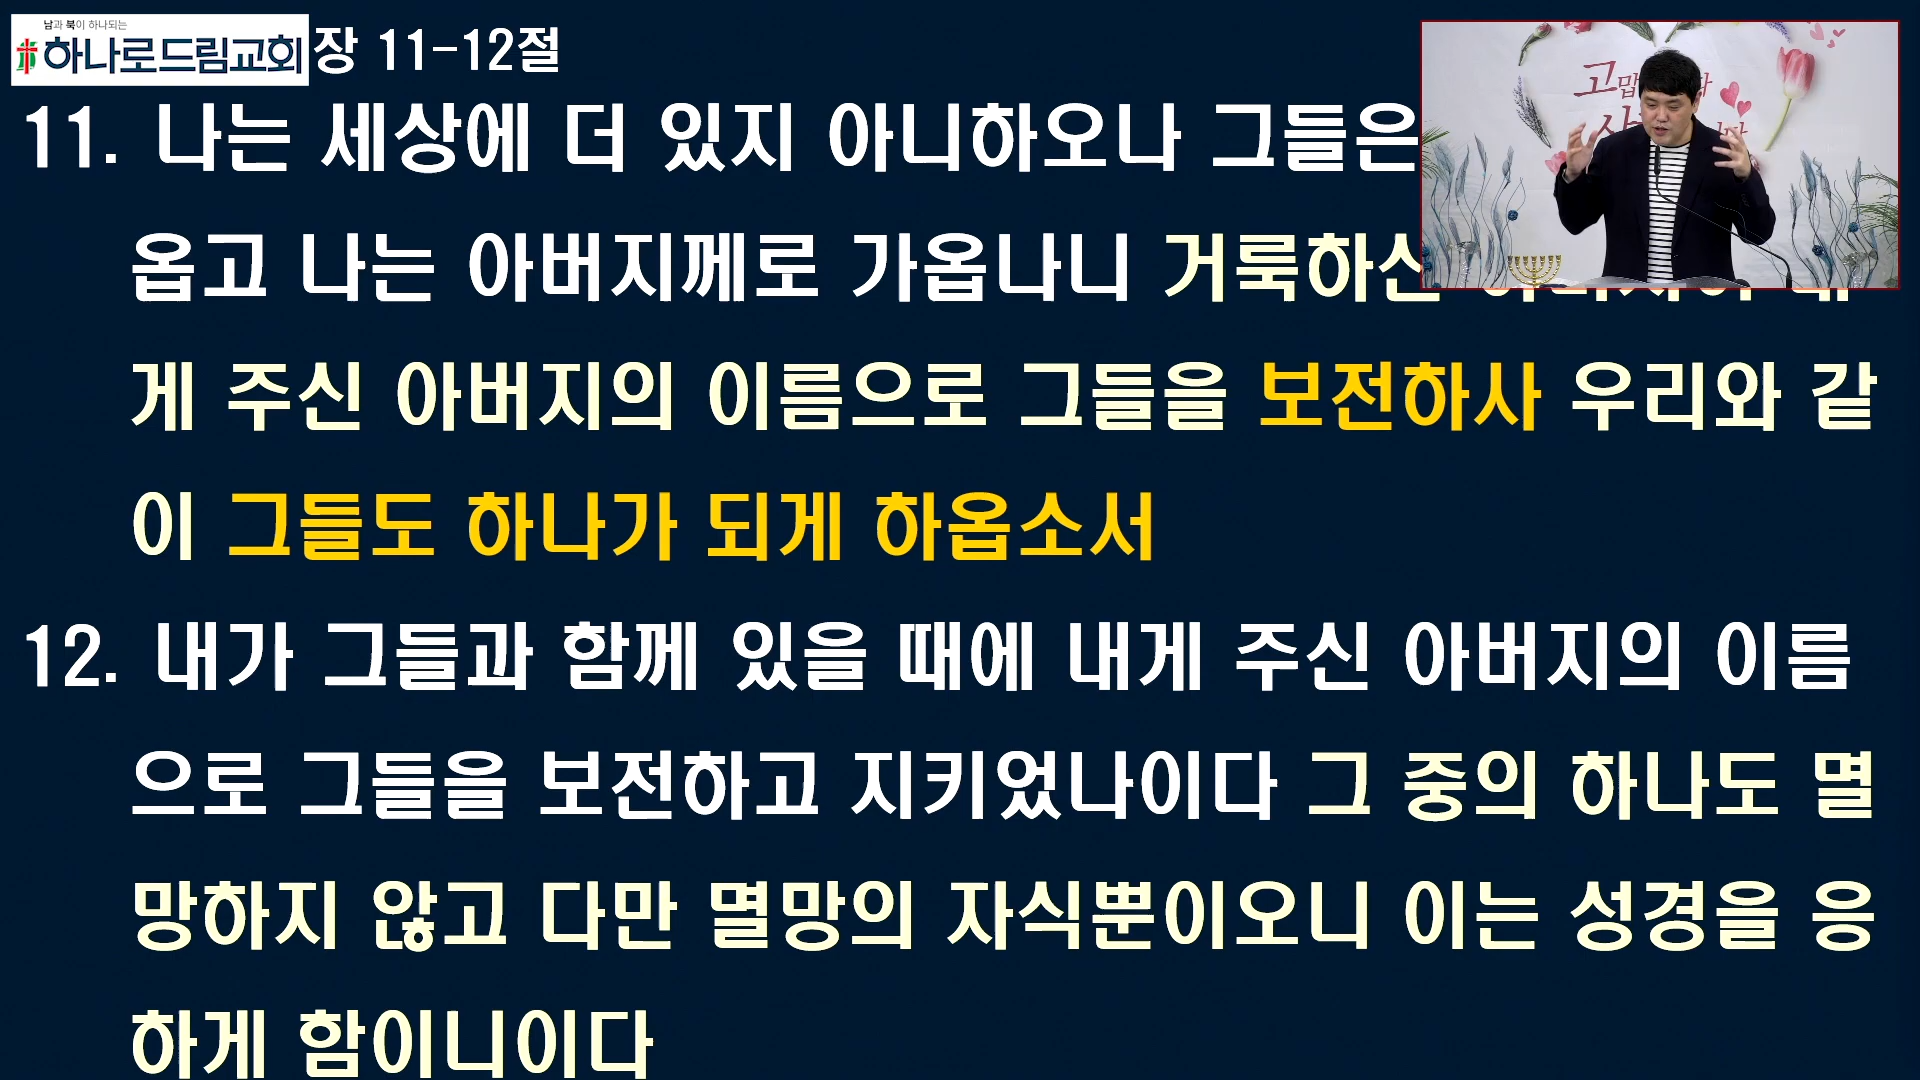 남과 북이 하나되는
하나로드림교회
장 11-12절
11. 나는 세상에 더 있지 아니하오나 그들은
옵고 나는 아버지께로 가옵나니 거룩하신
게 주신 아버지의 이름으로 그들을 보전하사 우리와 같
이 그들도 하나가 되게 하옵소서
12. 내가 그들과 함께 있을 때에 내게 주신 아버지의 이름
으로 그들을 보전하고 지키었나이다 그 중의 하나도 멸
망하지 않고 다만 멸망의 자식뿐이오니 이는 성경을 응
하게 함이니이다